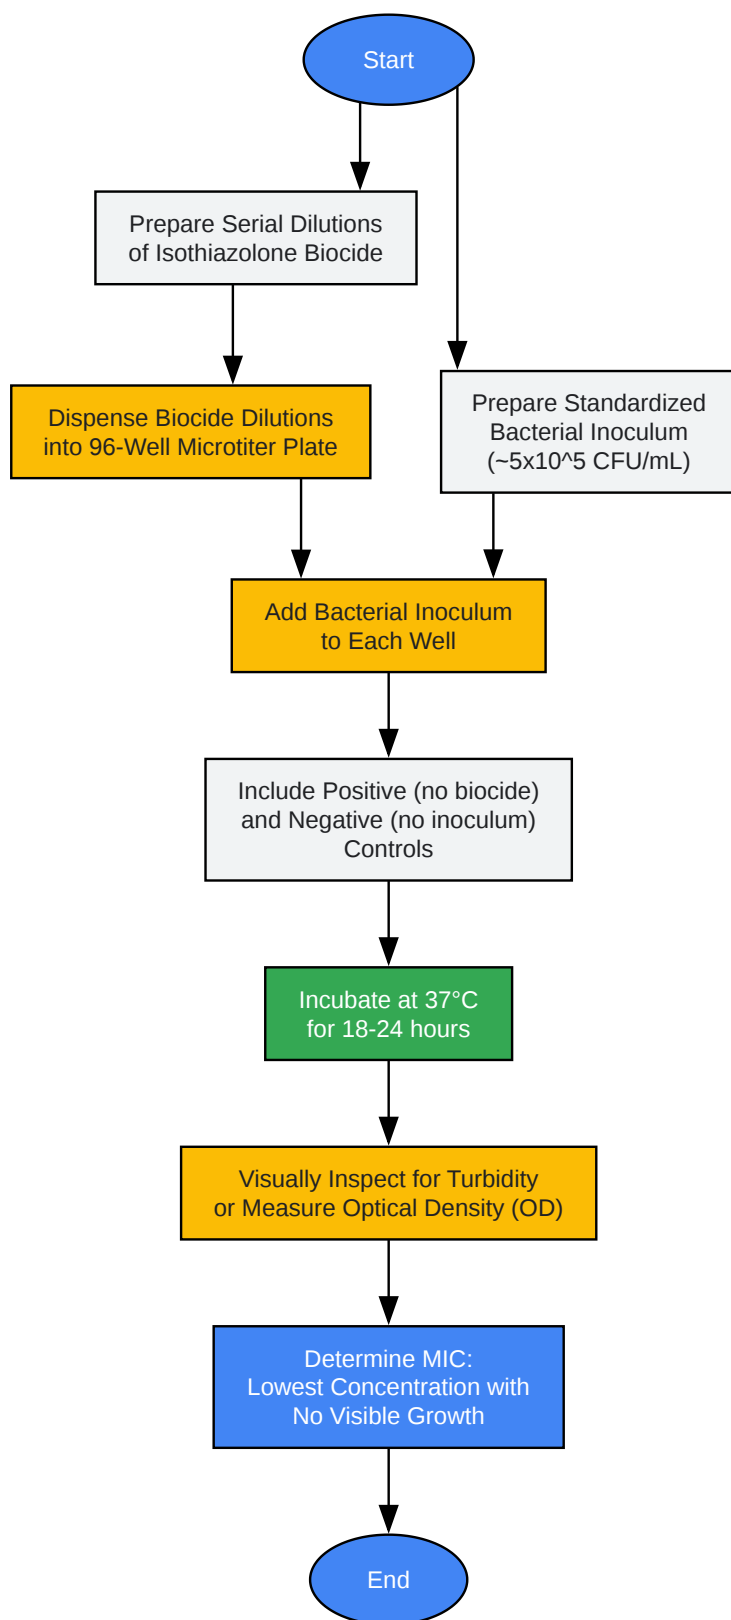 Start
Prepare Serial Dilutions
of Isothiazolone Biocide
Dispense Biocide Dilutions
into 96-Well Microtiter Plate
Prepare Standardized
Bacterial Inoculum
(~5x10^5 CFU/mL)
Add Bacterial Inoculum
to Each Well
Include Positive (no biocide)
and Negative (no inoculum)
Controls
Incubate at 37°C
for 18-24 hours
Visually Inspect for Turbidity
or Measure Optical Density (OD)
Determine MIC:
Lowest Concentration with
No Visible Growth
End